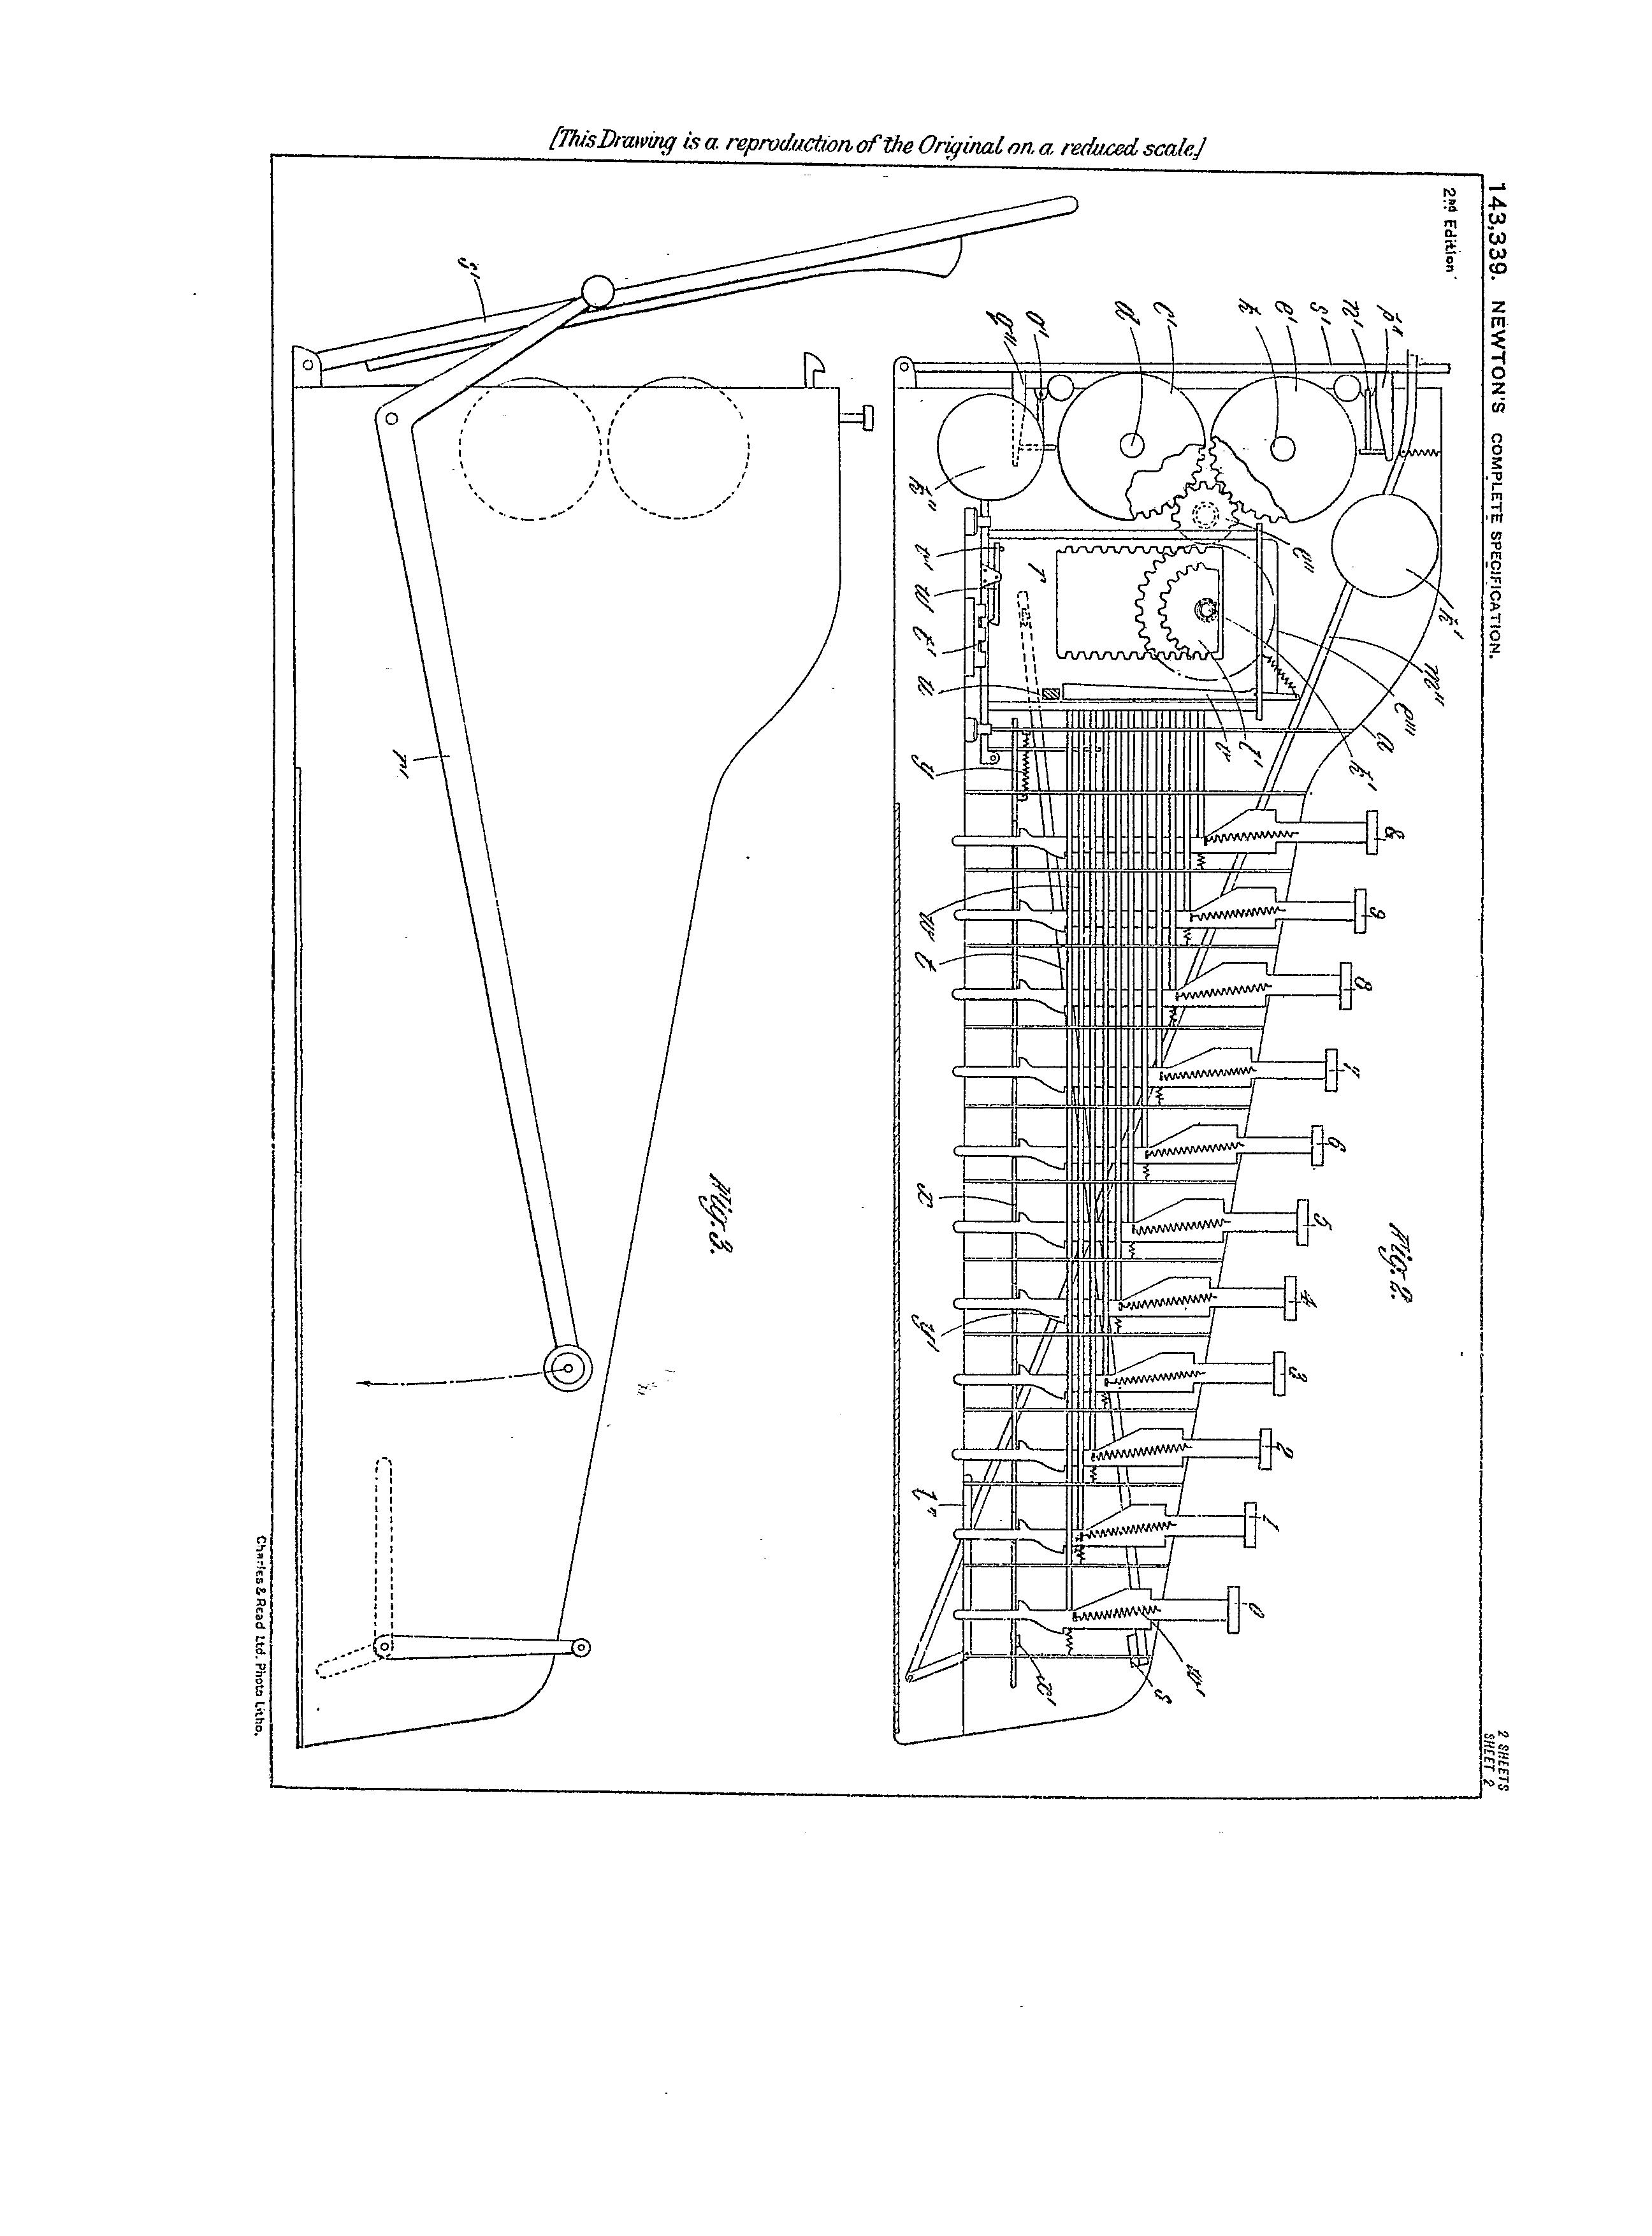 [This Drawing is a reproduction of the Original on a reduced scale.]
143,339. NEWTON'S COMPLETE SPECIFICATION.
2 SHEETS
SHEET 2
2nd Edition
Fig. 2.
p" n' s' e' k c' d o' g"
k' m" e"' a k' t' v
k" e" r v' w t' u y
& 9 8 7 6 5 4 3 2 1 0
w t x y' l" x' s w'
Fig. 3.
s'
n
Charles & Read Ltd. Photo Litho.